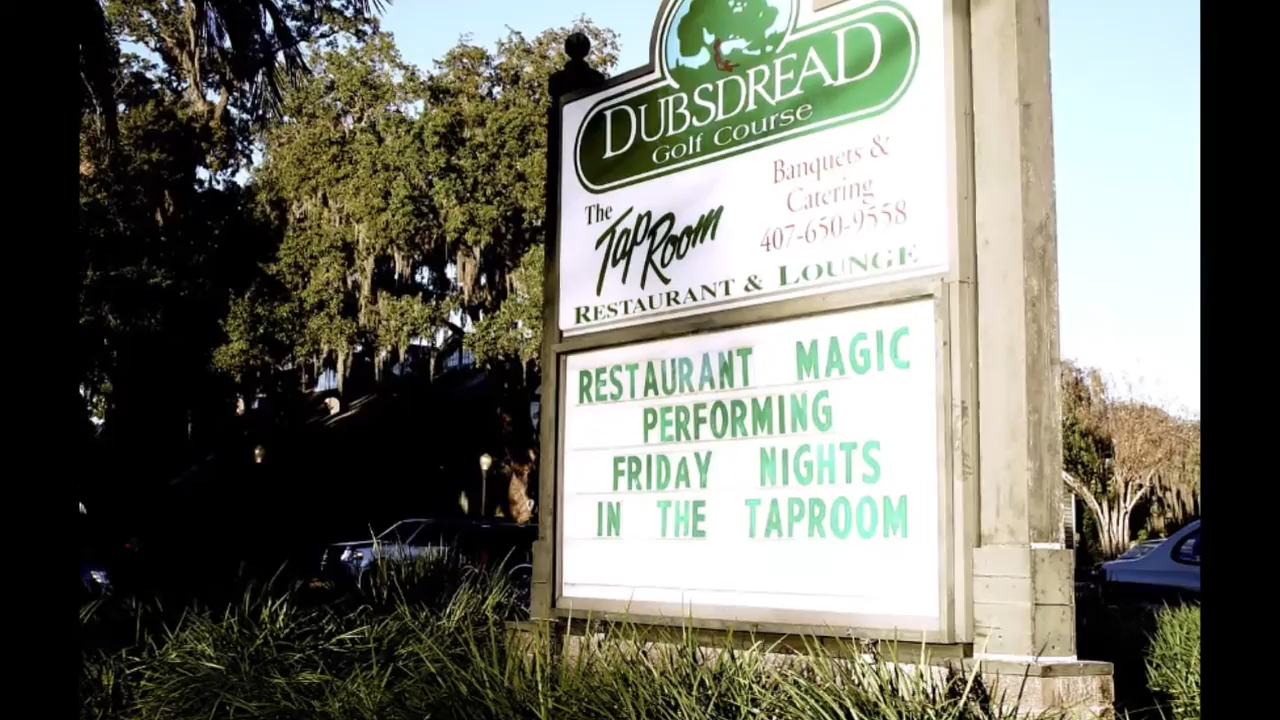 DUBSDREAD
Golf Course
The
TapRoom
Banquets &
Catering
407-650-9558
RESTAURANT & LOUNGE
RESTAURANT MAGIC
PERFORMING
FRIDAY NIGHTS
IN THE TAPROOM